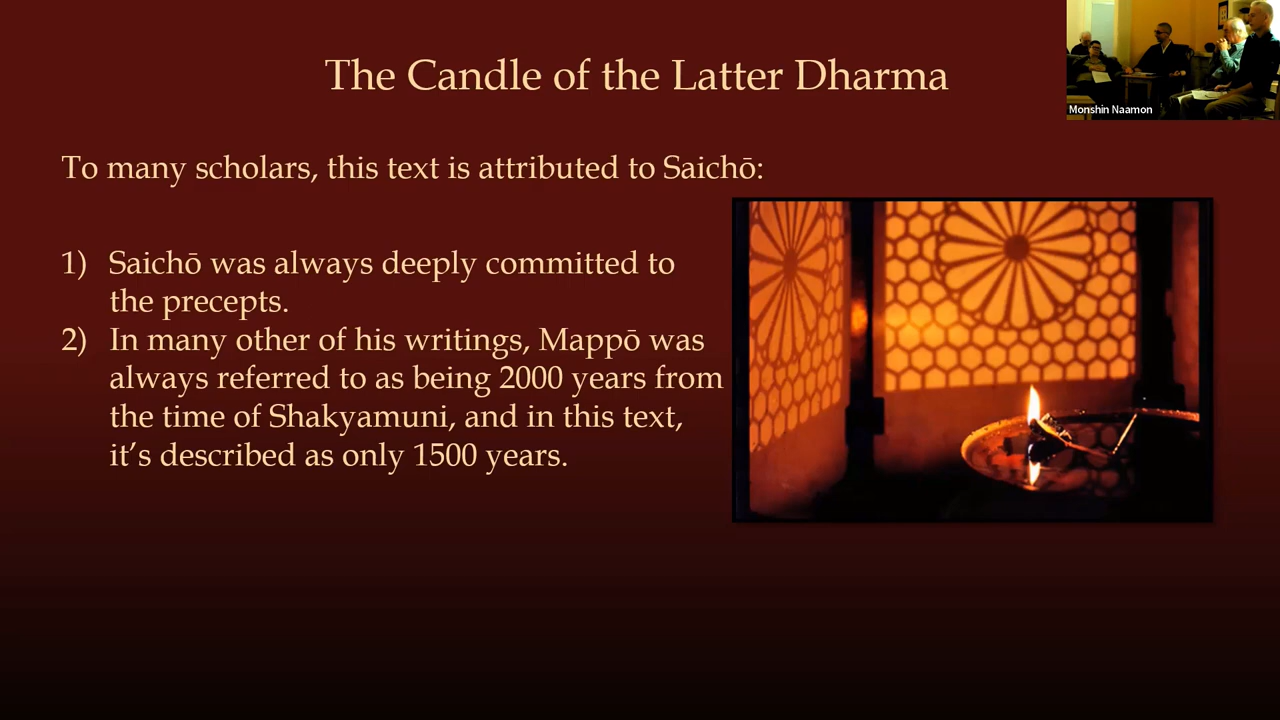 The Candle of the Latter Dharma
Monshin Naamon
To many scholars, this text is attributed to Saichō:
1) Saichō was always deeply committed to
the precepts.
2) In many other of his writings, Mappō was
always referred to as being 2000 years from
the time of Shakyamuni, and in this text,
it’s described as only 1500 years.